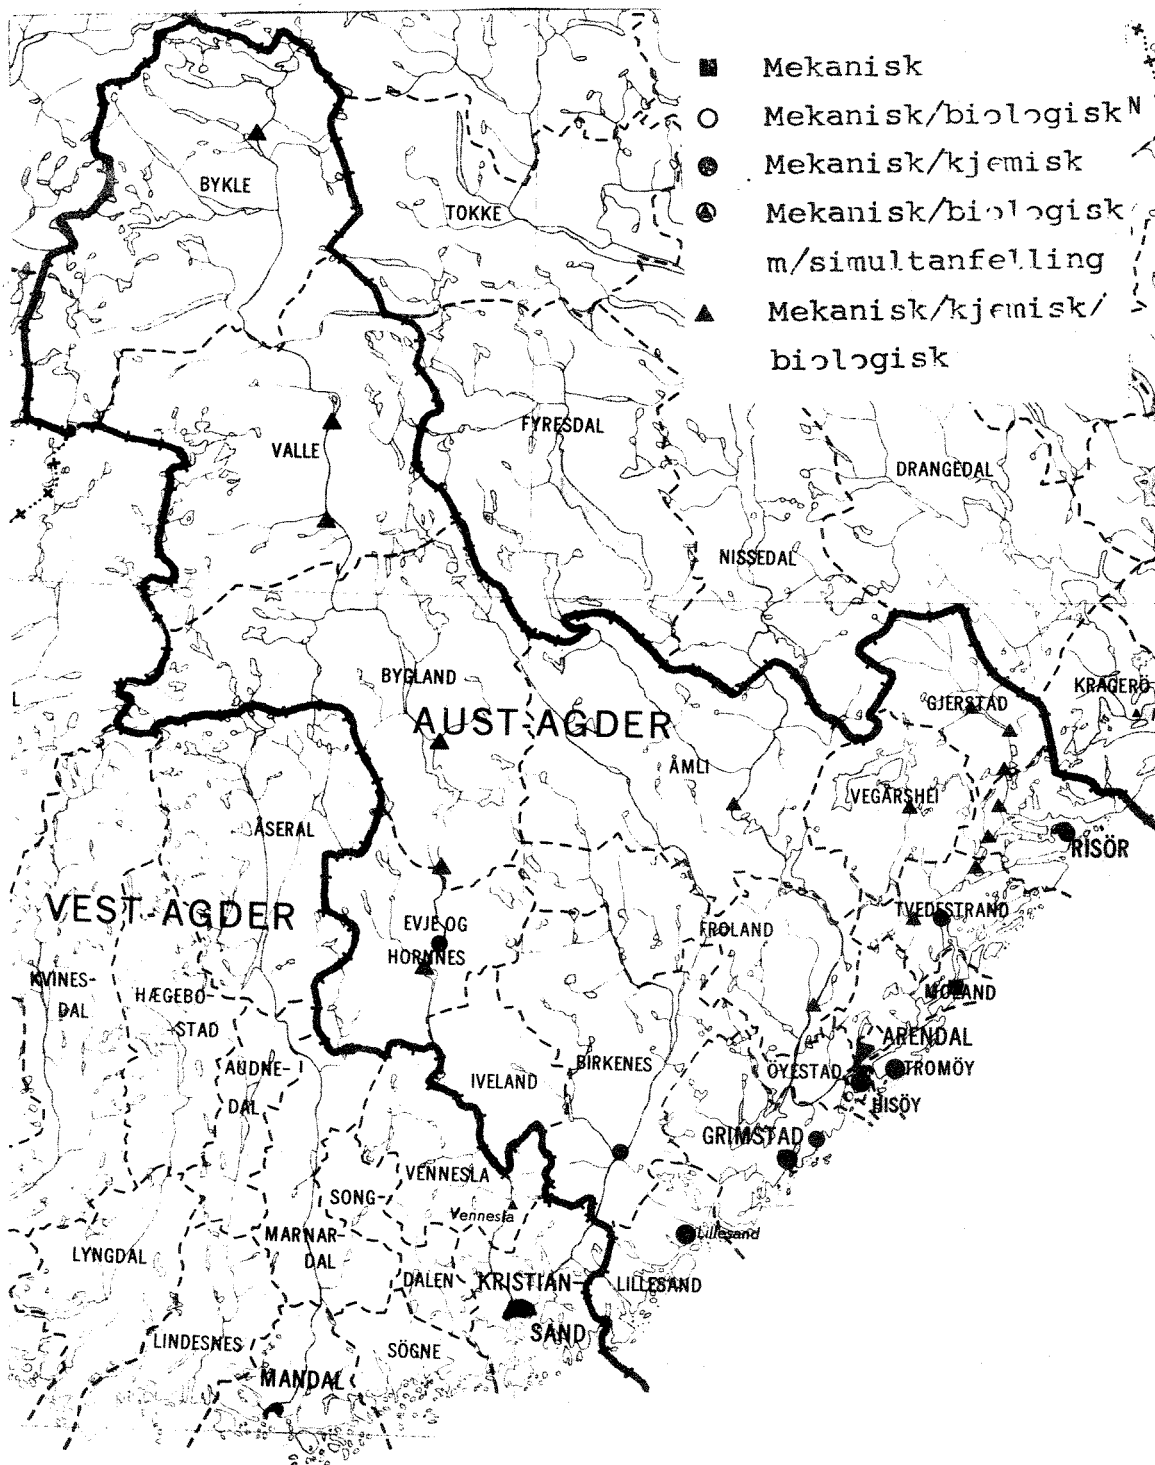 Mekanisk
Mekanisk/biologisk
N
Mekanisk/kjemisk
Mekanisk/biologisk
m/simultanfelling
Mekanisk/kjemisk/
biologisk
BYKLE
TOKKE
VALLE
FYRESDAL
DRANGEDAL
NISSEDAL
BYGLAND
KRAGERÖ
L
GJERSTAD
AUST-AGDER
ÅMLI
VEGÅRSHEI
ÅSERAL
RISÖR
VEST-AGDER
EVJE OG
HORNNES
FROLAND
TVEDESTRAND
KVINES-
DAL
HÆGEBO-
STAD
MOLAND
ARENDAL
AUDNE-
DAL
IVELAND
BIRKENES
ÖYESTAD
TROMÖY
HISÖY
GRIMSTAD
VENNESLA
SONG-
Vennesla
MARNAR-
DAL
Lillesand
LYNGDAL
DALEN
KRISTIAN-
SAND
LILLESAND
LINDESNES
SÖGNE
MANDAL